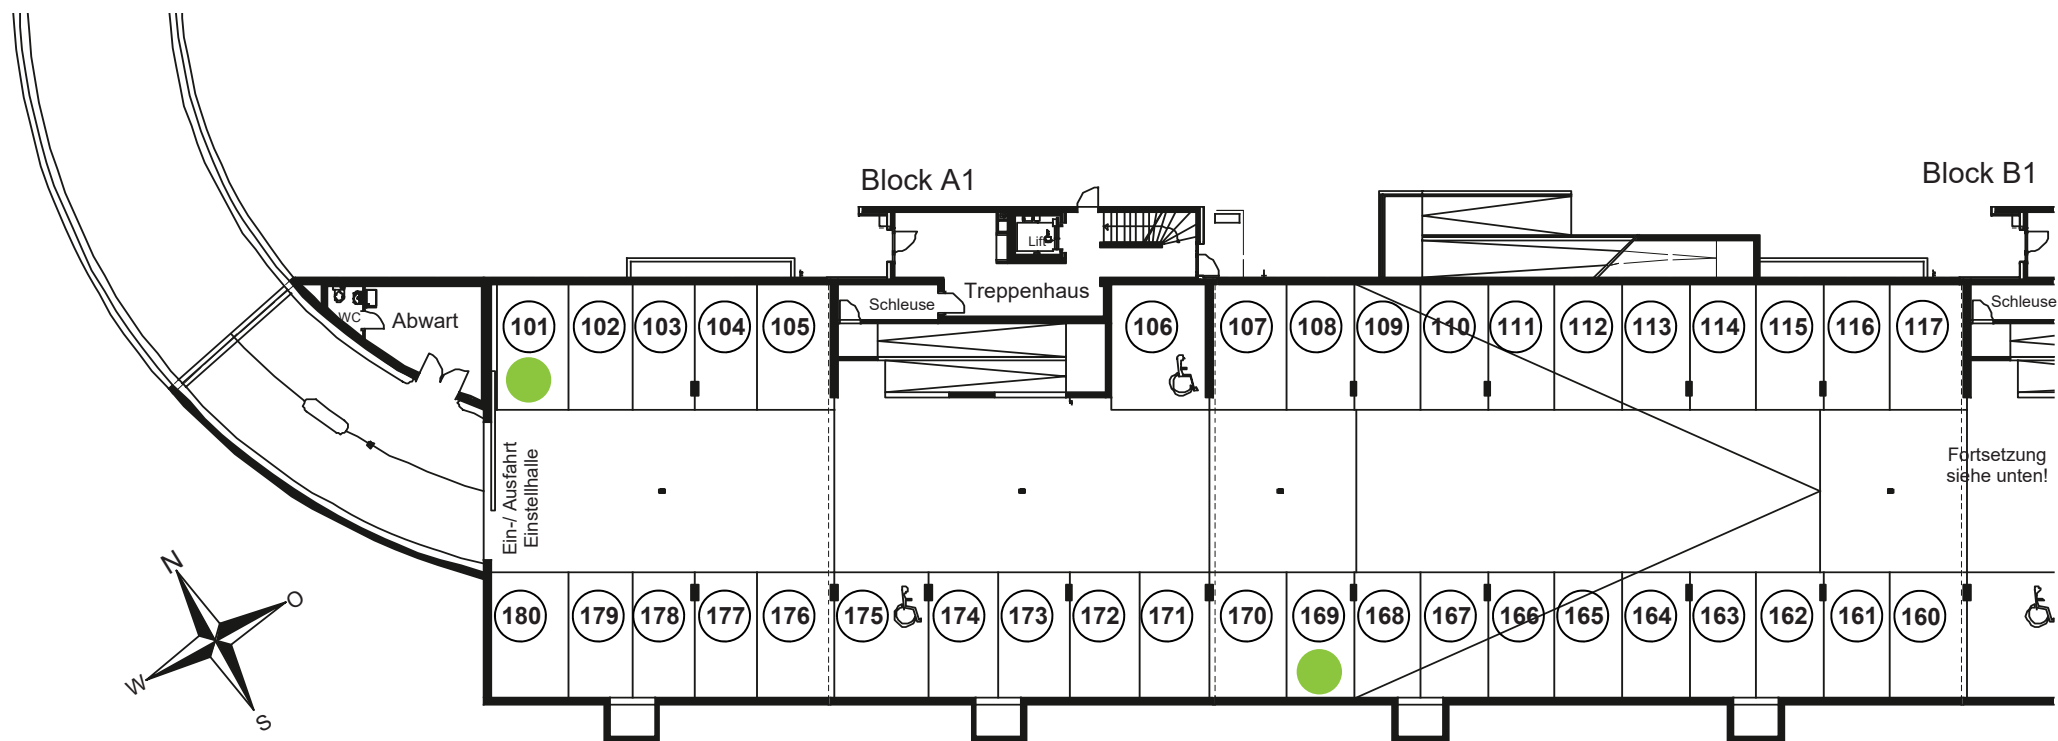 Block A1
Block B1
Lift
Schleuse
Treppenhaus
Schleuse
WC
Abwart
101 102 103 104 105 106 107 108 109 110 111 112 113 114 115 116 117
Ein-/ Ausfahrt
Einstellhalle
Fortsetzung
siehe unten!
N
O
W
S
180 179 178 177 176 175 174 173 172 171 170 169 168 167 166 165 164 163 162 161 160